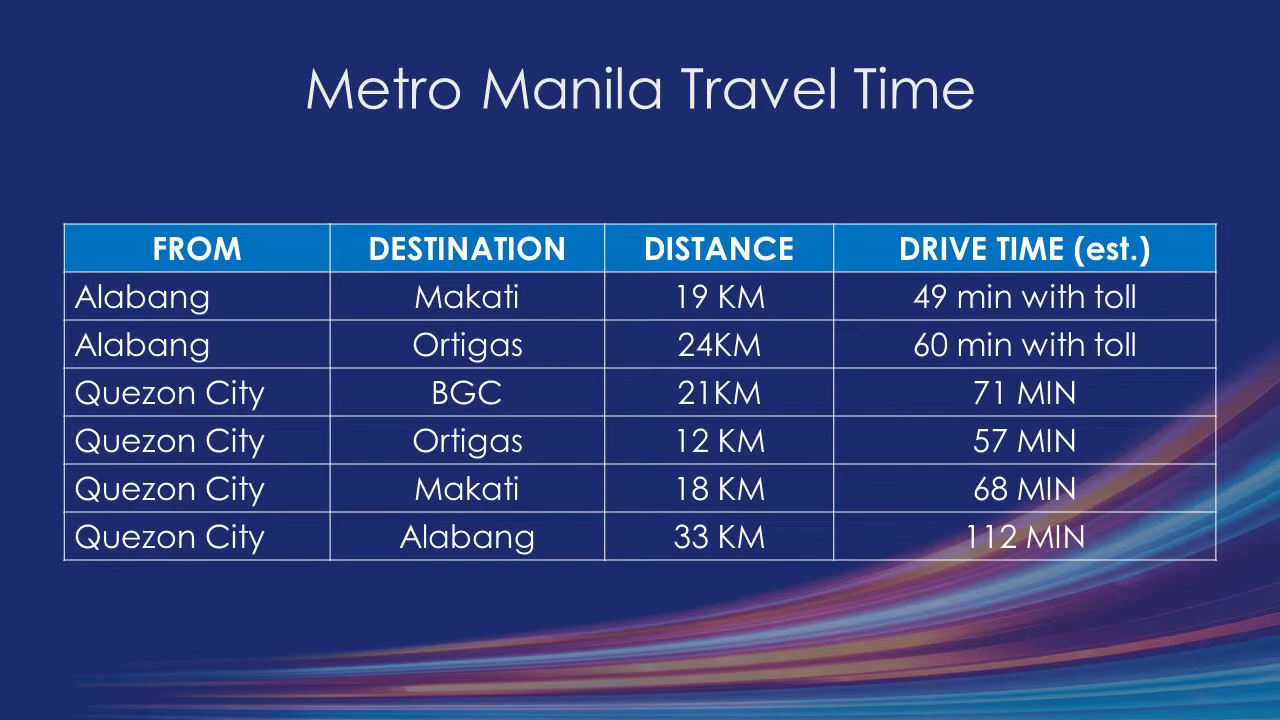 Metro Manila Travel Time
FROM DESTINATION DISTANCE DRIVE TIME (est.)
Alabang Makati 19 KM 49 min with toll
Alabang Ortigas 24KM 60 min with toll
Quezon City BGC 21KM 71 MIN
Quezon City Ortigas 12 KM 57 MIN
Quezon City Makati 18 KM 68 MIN
Quezon City Alabang 33 KM 112 MIN